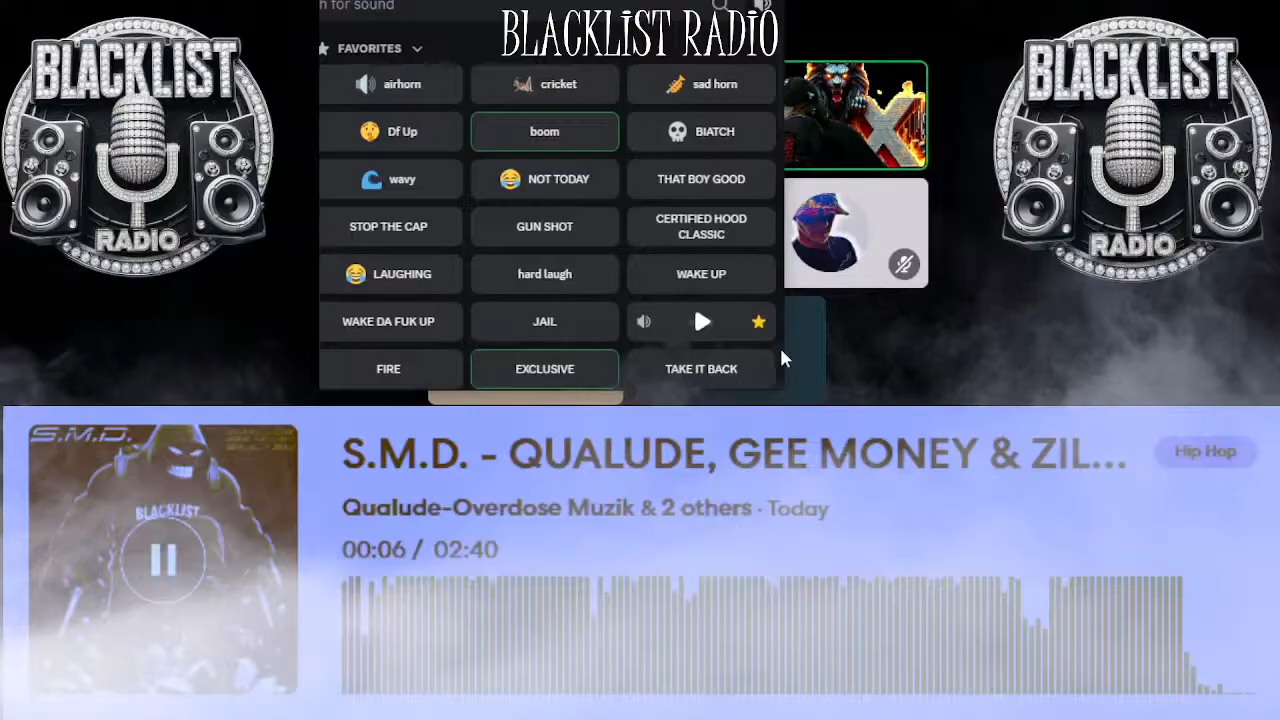 BLACKLIST
RADIO
h for sound
BLACKLIST RADIO
BLACKLIST
RADIO
FAVORITES
airhorn
cricket
sad horn
Df Up
boom
BIATCH
wavy
NOT TODAY
THAT BOY GOOD
STOP THE CAP
GUN SHOT
CERTIFIED HOOD
CLASSIC
LAUGHING
hard laugh
WAKE UP
WAKE DA FUK UP
JAIL
FIRE
EXCLUSIVE
TAKE IT BACK
X
S.M.D.
BLACKLIST
S.M.D. - QUALUDE, GEE MONEY & ZIL...
Hip Hop
Qualude-Overdose Muzik & 2 others · Today
00:06 / 02:40